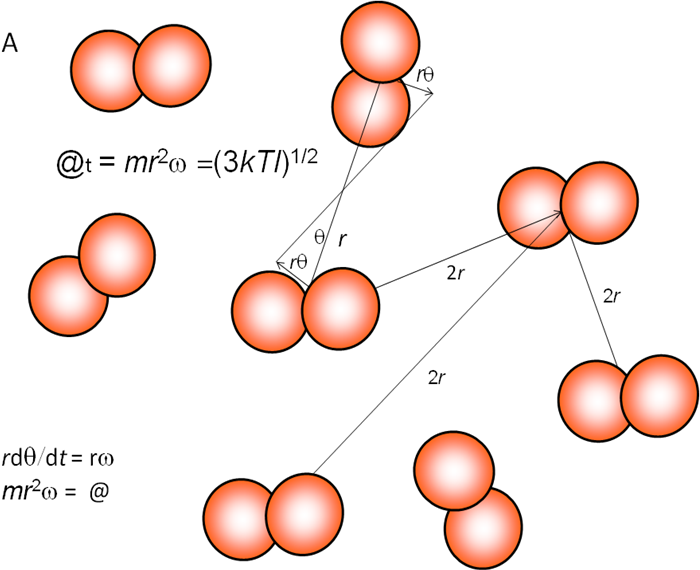 A
rθ
@t = mr²ω =(3kTI)¹/²
θ r
rθ
2r
2r
2r
rdθ/dt = rω
mr²ω = @